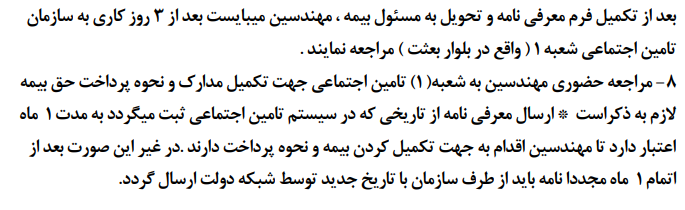 بعد از تکمیل فرم معرفی نامه و تحویل به مسئول بیمه ، مهندسین میبایست بعد از ۳ روز کاری به سازمان
تامین اجتماعی شعبه ۱ ( واقع در بلوار بعثت ) مراجعه نمایند .
۸- مراجعه حضوری مهندسین به شعبه(۱) تامین اجتماعی جهت تکمیل مدارک و نحوه پرداخت حق بیمه
لازم به ذکراست * ارسال معرفی نامه از تاریخی که در سیستم تامین اجتماعی ثبت میگردد به مدت ۱ ماه
اعتبار دارد تا مهندسین اقدام به جهت تکمیل کردن بیمه و نحوه پرداخت دارند .در غیر این صورت بعد از
اتمام ۱ ماه مجددا نامه باید از طرف سازمان با تاریخ جدید توسط شبکه دولت ارسال گردد.